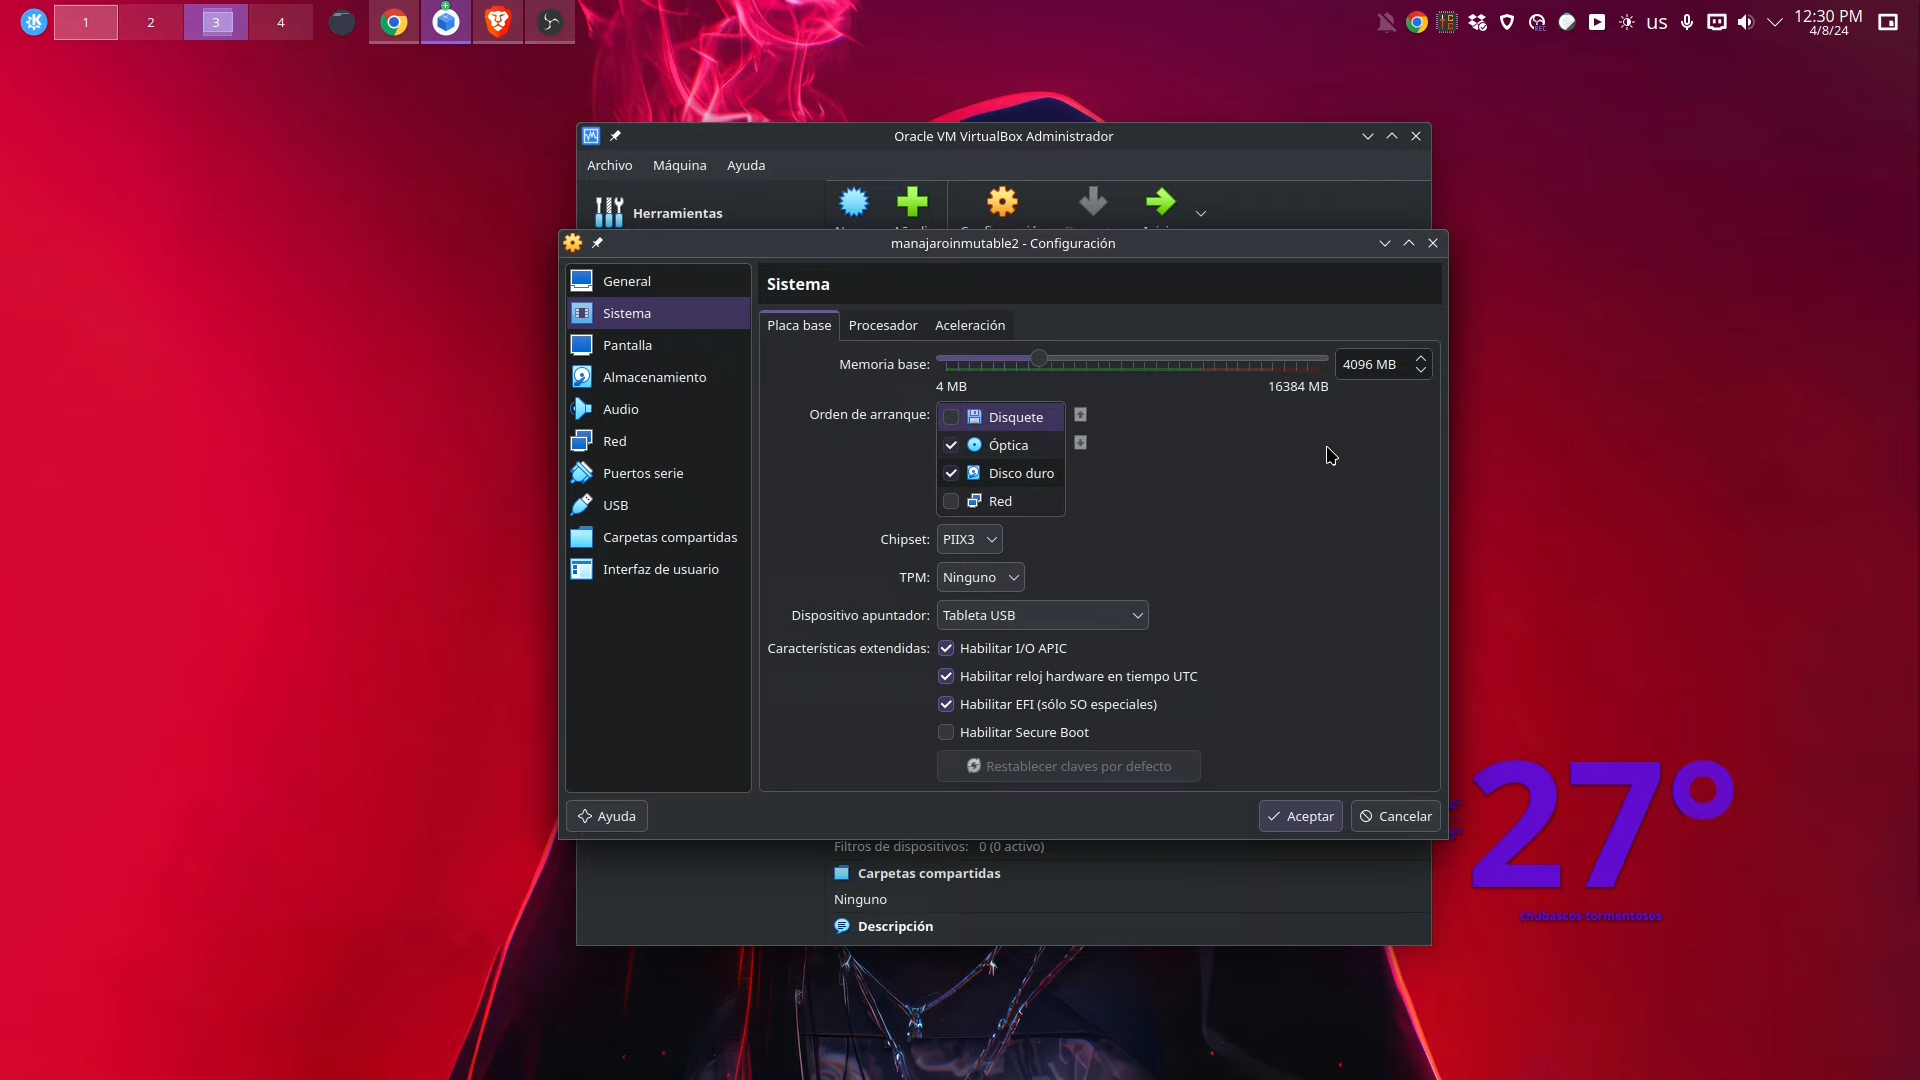 1 2 3 4
us
12:30 PM
4/8/24
Oracle VM VirtualBox Administrador
Archivo Máquina Ayuda
Herramientas
manajaroinmutable2 - Configuración
General
Sistema
Pantalla
Almacenamiento
Audio
Red
Puertos serie
USB
Carpetas compartidas
Interfaz de usuario
Sistema
Placa base Procesador Aceleración
Memoria base: 4096 MB
4 MB 16384 MB
Orden de arranque: Disquete
Óptica
Disco duro
Red
Chipset: PIIX3
TPM: Ninguno
Dispositivo apuntador: Tableta USB
Características extendidas: Habilitar I/O APIC
Habilitar reloj hardware en tiempo UTC
Habilitar EFI (sólo SO especiales)
Habilitar Secure Boot
Restablecer claves por defecto
Ayuda Aceptar Cancelar
Filtros de dispositivos: 0 (0 activo)
Carpetas compartidas
Ninguno
Descripción
27°
chubascos tormentosos